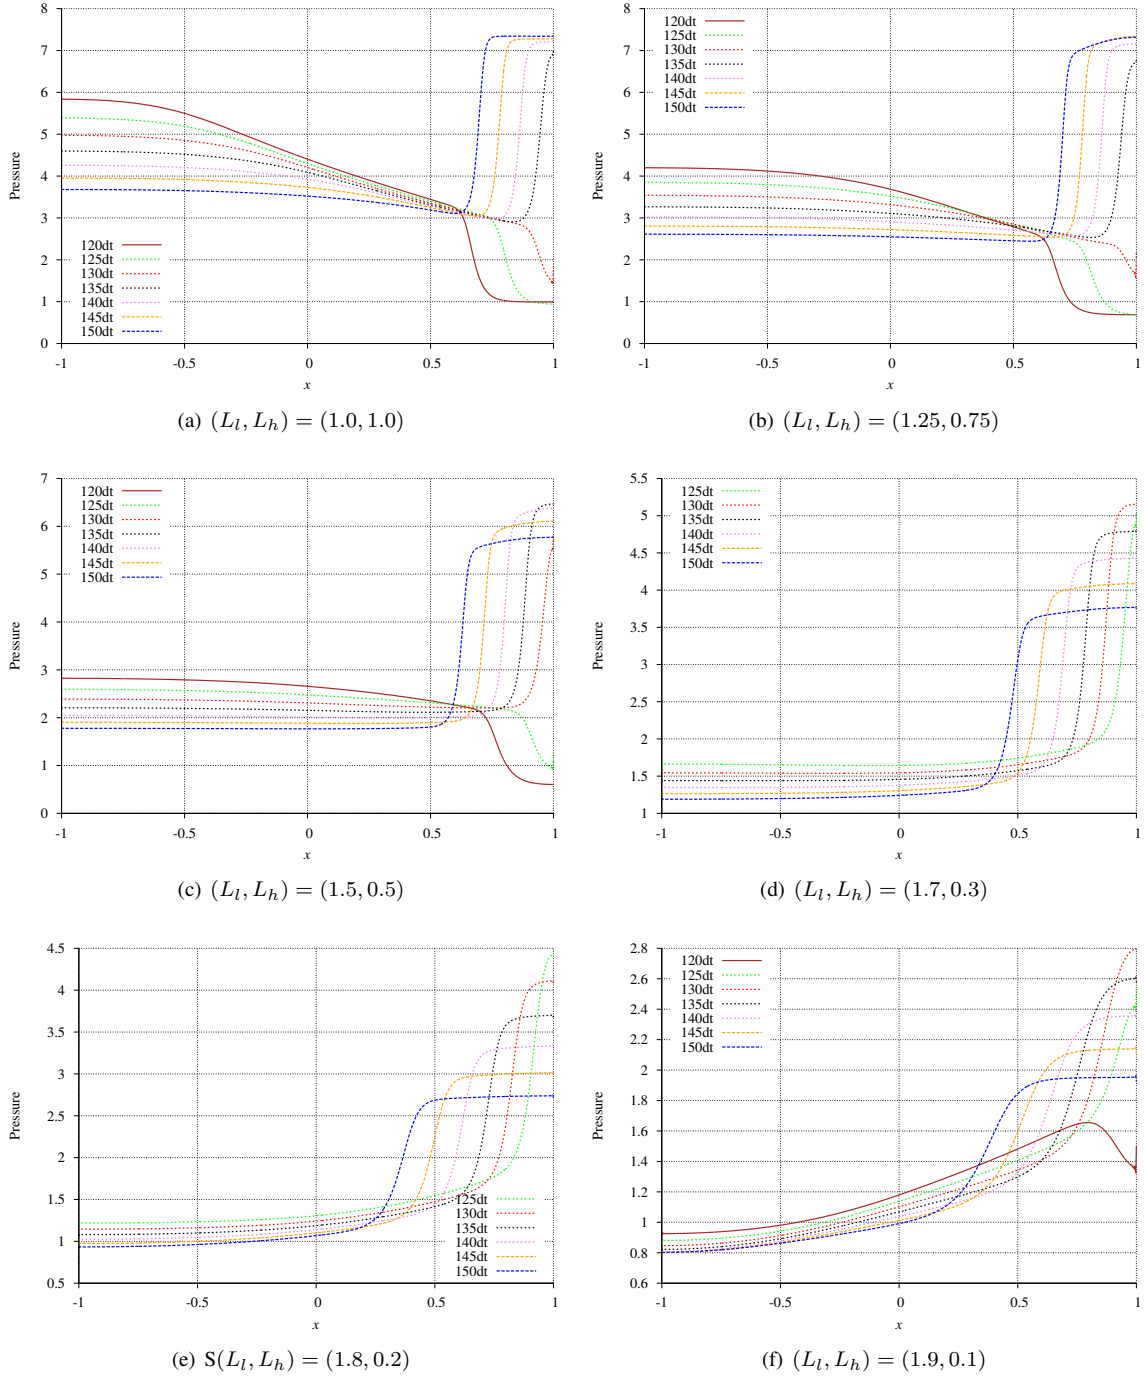 8
7
6
5
4
3
2
1
0
Pressure
120dt
125dt
130dt
135dt
140dt
145dt
150dt
-1
-0.5
0
0.5
1
x
(a) (L_l, L_h) = (1.0, 1.0)
8
7
6
5
4
3
2
1
0
Pressure
120dt
125dt
130dt
135dt
140dt
145dt
150dt
-1
-0.5
0
0.5
1
x
(b) (L_l, L_h) = (1.25, 0.75)
7
6
5
4
3
2
1
0
Pressure
120dt
125dt
130dt
135dt
140dt
145dt
150dt
-1
-0.5
0
0.5
1
x
(c) (L_l, L_h) = (1.5, 0.5)
5.5
5
4.5
4
3.5
3
2.5
2
1.5
1
Pressure
125dt
130dt
135dt
140dt
145dt
150dt
-1
-0.5
0
0.5
1
x
(d) (L_l, L_h) = (1.7, 0.3)
4.5
4
3.5
3
2.5
2
1.5
1
0.5
Pressure
125dt
130dt
135dt
140dt
145dt
150dt
-1
-0.5
0
0.5
1
x
(e) S(L_l, L_h) = (1.8, 0.2)
2.8
2.6
2.4
2.2
2
1.8
1.6
1.4
1.2
1
0.8
0.6
Pressure
120dt
125dt
130dt
135dt
140dt
145dt
150dt
-1
-0.5
0
0.5
1
x
(f) (L_l, L_h) = (1.9, 0.1)